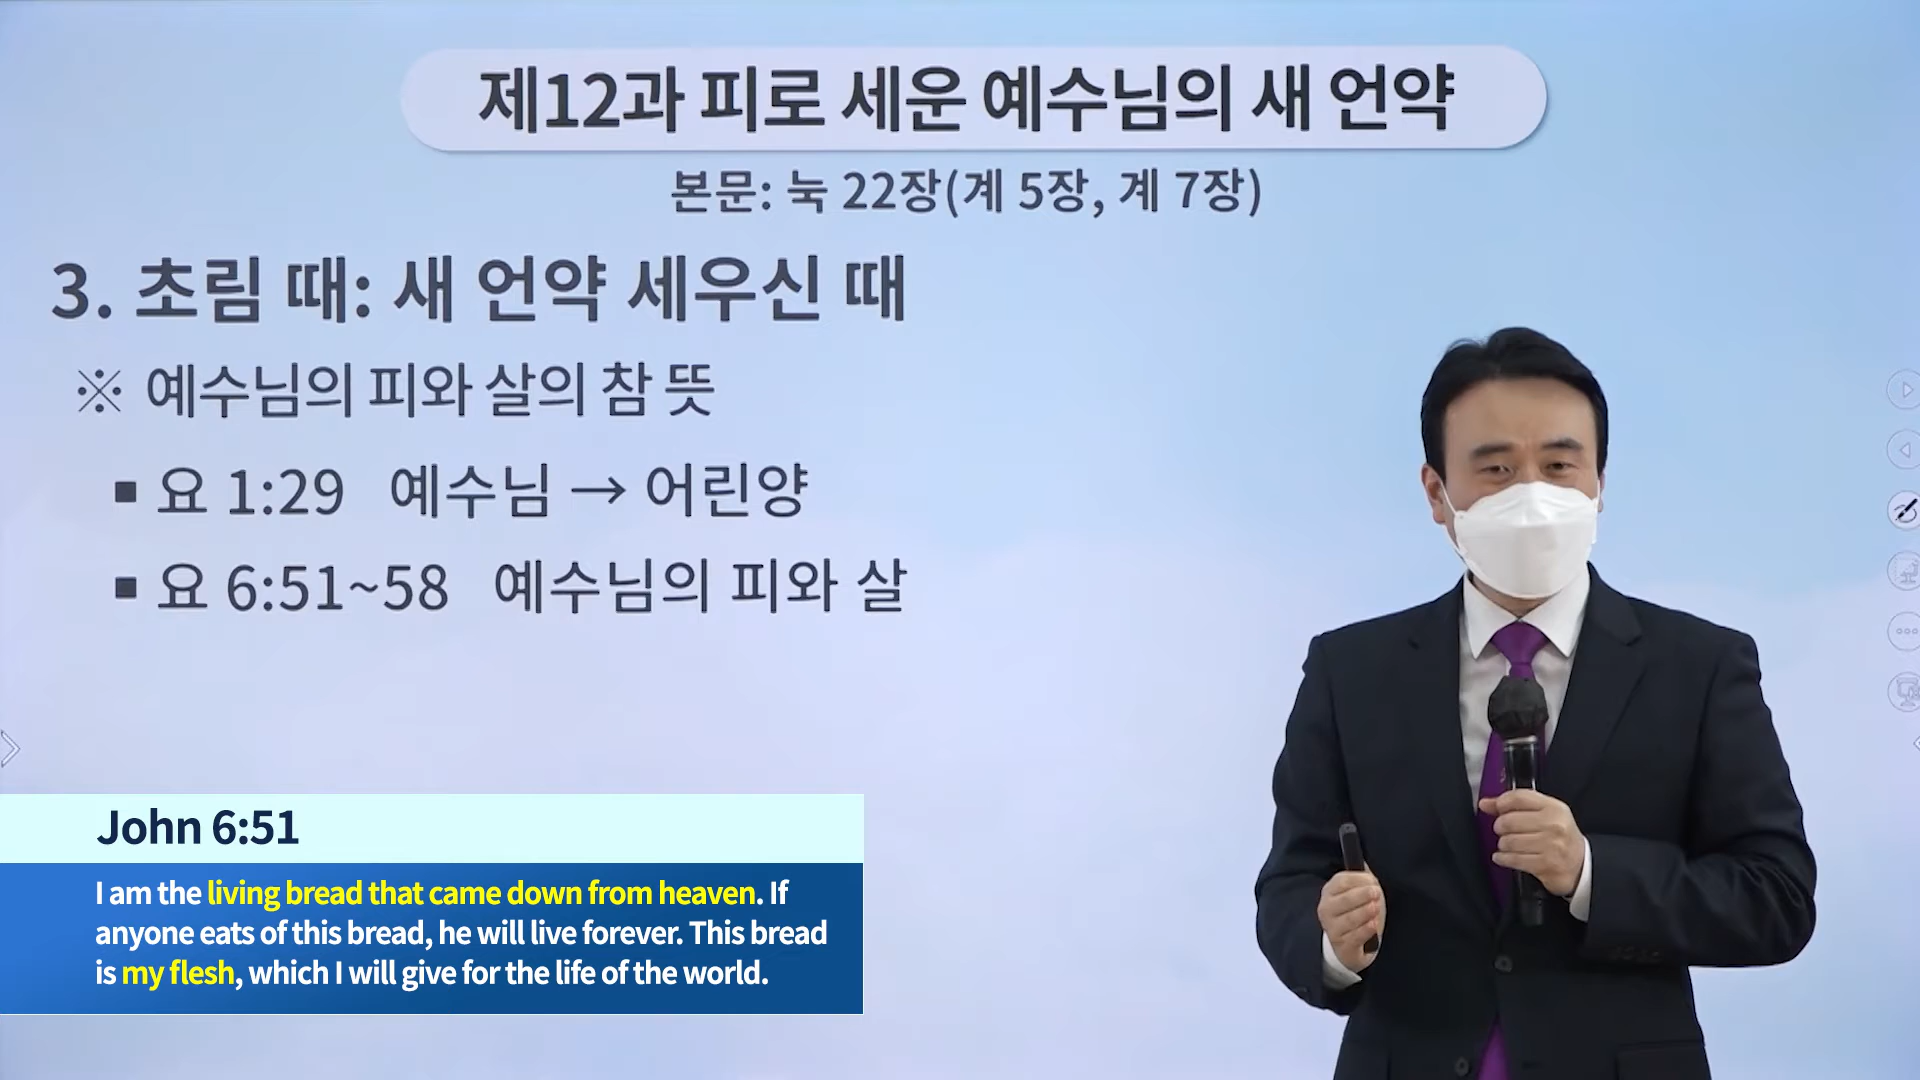 제12과 피로 세운 예수님의 새 언약
본문: 눅 22장(계 5장, 계 7장)
3. 초림 때: 새 언약 세우신 때
※ 예수님의 피와 살의 참 뜻
▪ 요 1:29 예수님 → 어린양
▪ 요 6:51~58 예수님의 피와 살
John 6:51
I am the living bread that came down from heaven. If
anyone eats of this bread, he will live forever. This bread
is my flesh, which I will give for the life of the world.